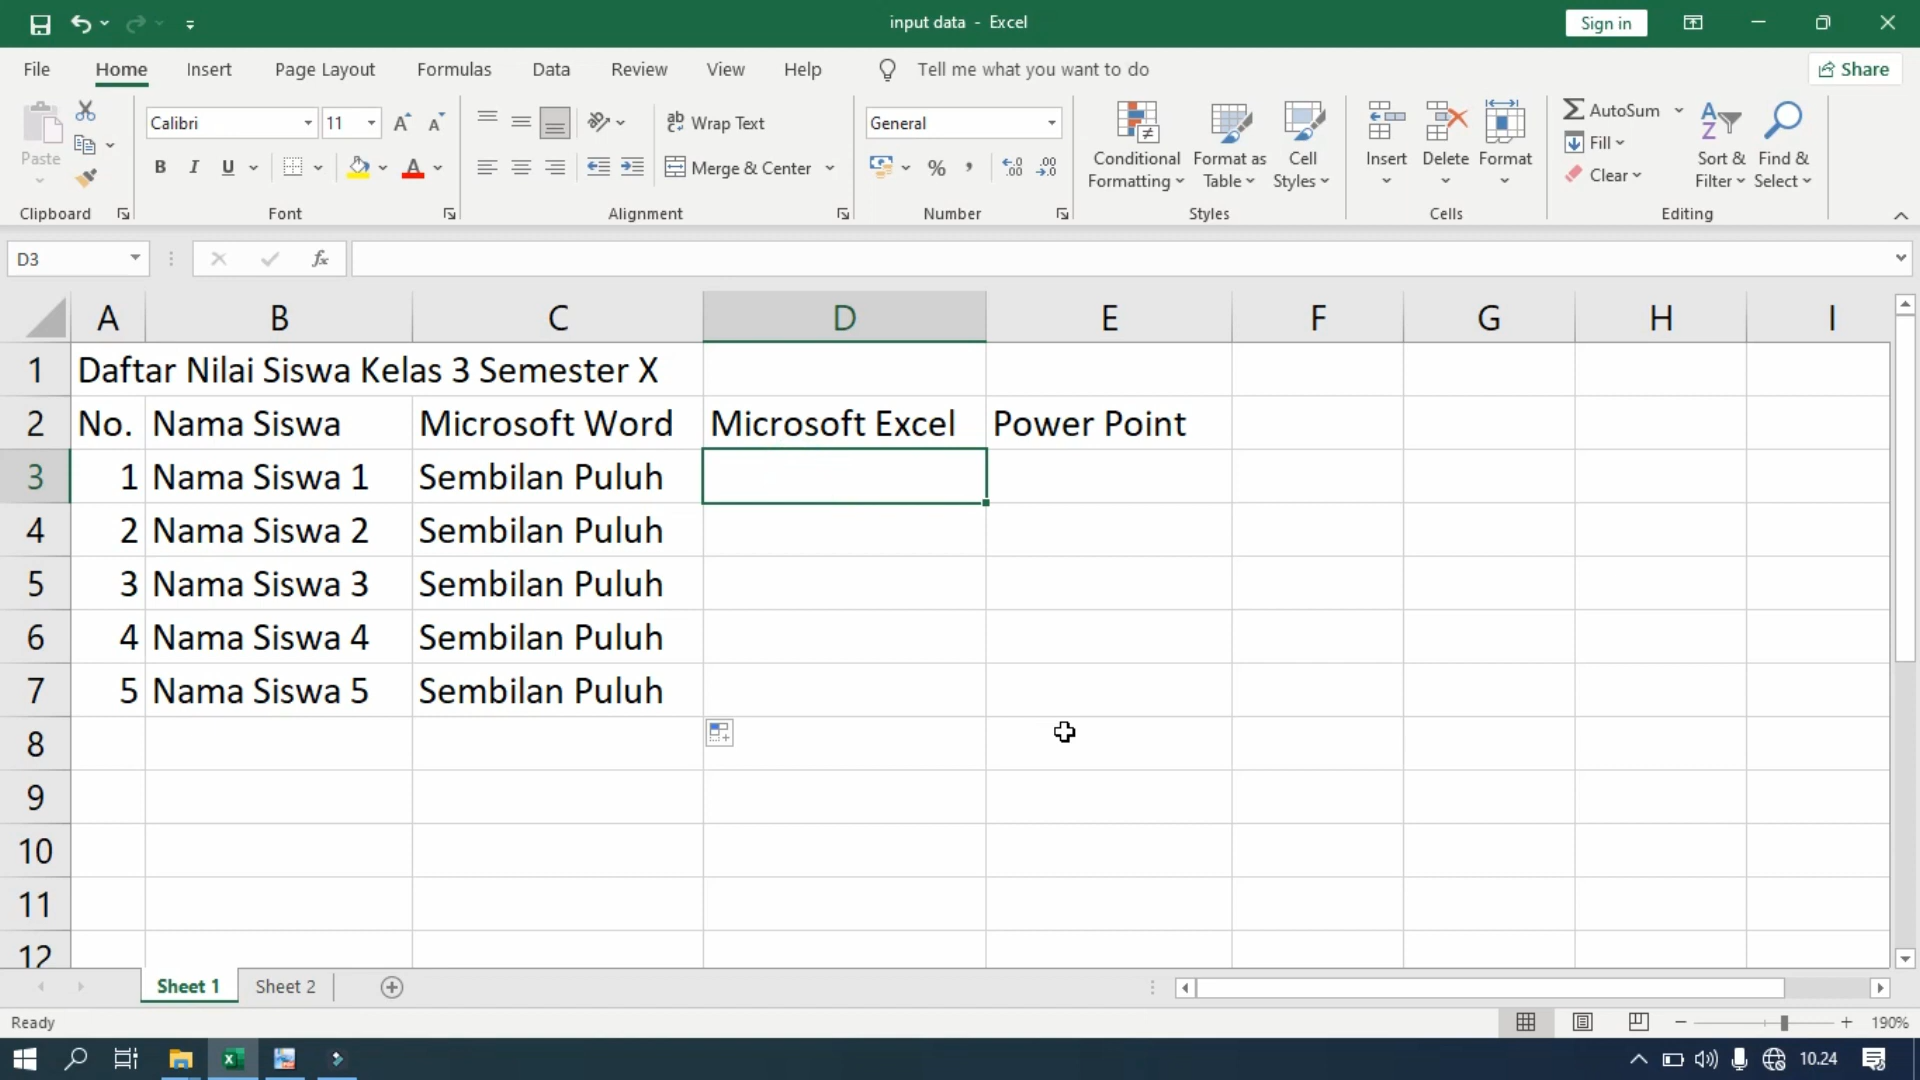 input data - Excel
Sign in
File Home Insert Page Layout Formulas Data Review View Help Tell me what you want to do Share
Paste
Clipboard
Calibri 11
B I U
Font
Wrap Text
Merge & Center
Alignment
General
% ,
Number
Conditional Formatting
Format as Table
Cell Styles
Styles
Insert Delete Format
Cells
AutoSum
Fill
Clear
Sort & Filter
Find & Select
Editing
D3 fx
A B C D E F G H I
1 Daftar Nilai Siswa Kelas 3 Semester X
2 No. Nama Siswa Microsoft Word Microsoft Excel Power Point
3 1 Nama Siswa 1 Sembilan Puluh
4 2 Nama Siswa 2 Sembilan Puluh
5 3 Nama Siswa 3 Sembilan Puluh
6 4 Nama Siswa 4 Sembilan Puluh
7 5 Nama Siswa 5 Sembilan Puluh
8
9
10
11
12
Sheet 1 Sheet 2
Ready 190%
10.24